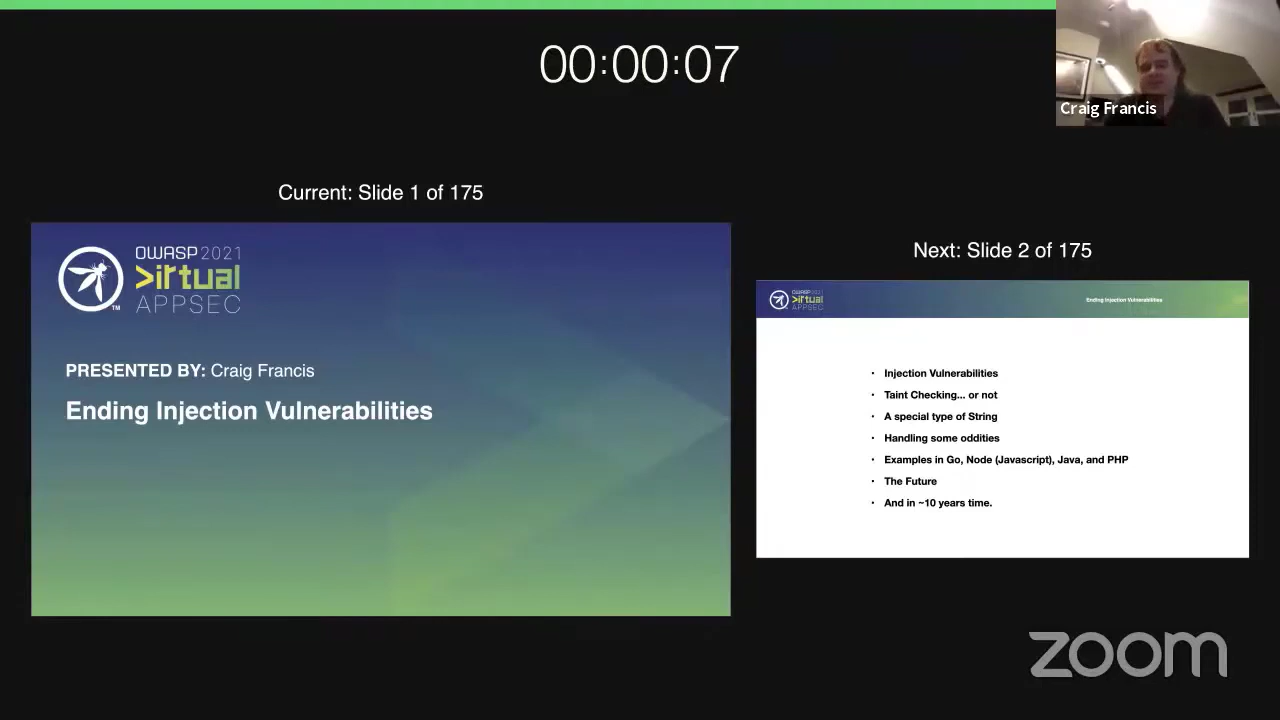 00:00:07
Craig Francis
Current: Slide 1 of 175
OWASP 2021
>irtual
APPSEC
TM
PRESENTED BY: Craig Francis
Ending Injection Vulnerabilities
Next: Slide 2 of 175
OWASP 2021
>irtual
APPSEC
Ending Injection Vulnerabilities
· Injection Vulnerabilities
· Taint Checking... or not
· A special type of String
· Handling some oddities
· Examples in Go, Node (Javascript), Java, and PHP
· The Future
· And in ~10 years time.
zoom